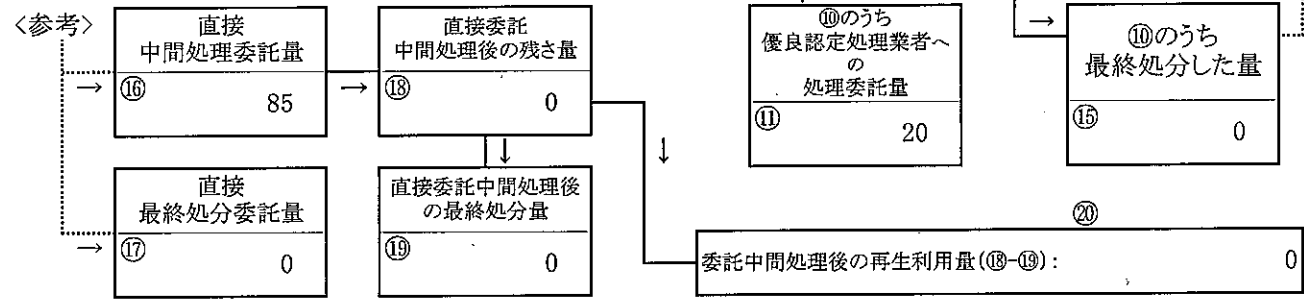 〈参考〉
直接
中間処理委託量
→
⑯
85
→
直接委託
中間処理後の残さ量
⑱
0
⑩のうち
優良認定処理業者へ
の
処理委託量
⑪
20
→
⑩のうち
最終処分した量
⑮
0
↓
↓
直接
最終処分委託量
→
⑰
0
直接委託中間処理後
の最終処分量
⑲
0
⑳
委託中間処理後の再生利用量(⑱-⑲):
0